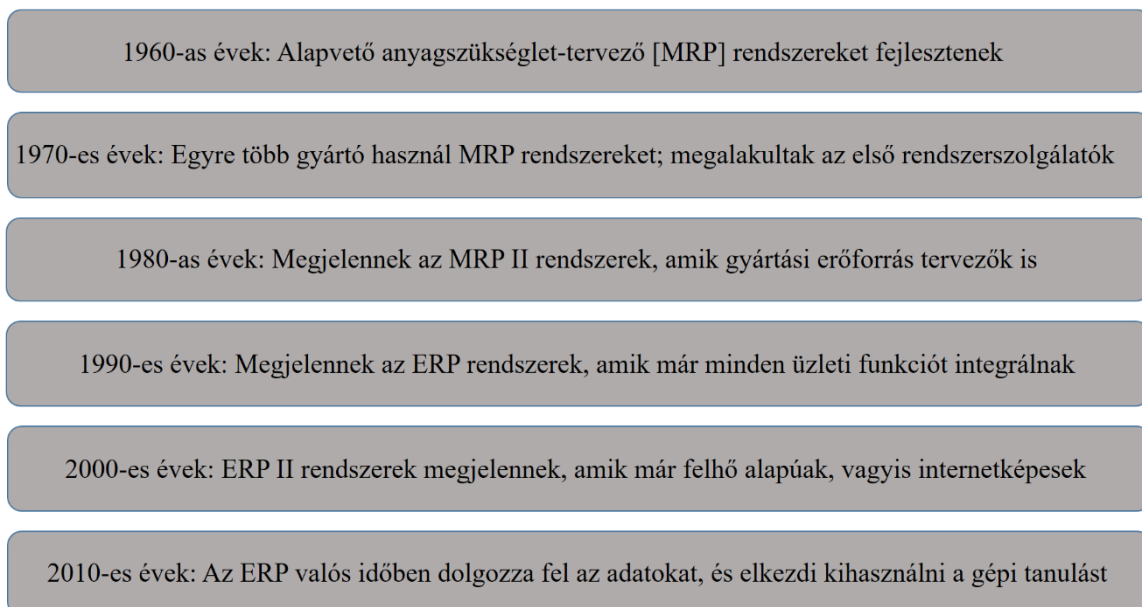 1960-as évek: Alapvető anyagszükséglet-tervező [MRP] rendszereket fejlesztenek
1970-es évek: Egyre több gyártó használ MRP rendszereket; megalakultak az első rendszerszolgálatók
1980-as évek: Megjelennek az MRP II rendszerek, amik gyártási erőforrás tervezők is
1990-es évek: Megjelennek az ERP rendszerek, amik már minden üzleti funkciót integrálnak
2000-es évek: ERP II rendszerek megjelennek, amik már felhő alapúak, vagyis internetképesek
2010-es évek: Az ERP valós időben dolgozza fel az adatokat, és elkezdi kihasználni a gépi tanulást